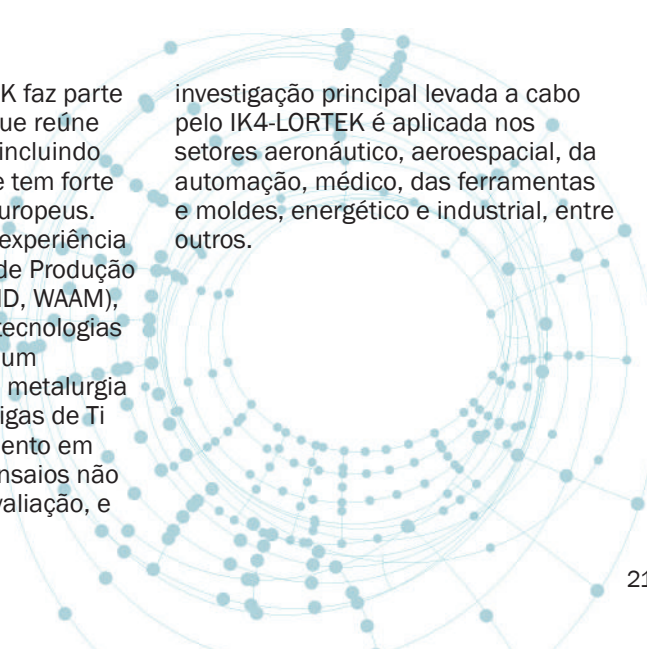 K faz parte
ue reúne
incluindo
e tem forte
uropeus.
experiência
de Produção
ID, WAAM),
tecnologias
um
metalurgia
igas de Ti
ento em
nsaios não
valiação, e
investigação principal levada a cabo
pelo IK4-LORTEK é aplicada nos
setores aeronáutico, aeroespacial, da
automação, médico, das ferramentas
e moldes, energético e industrial, entre
outros.
21